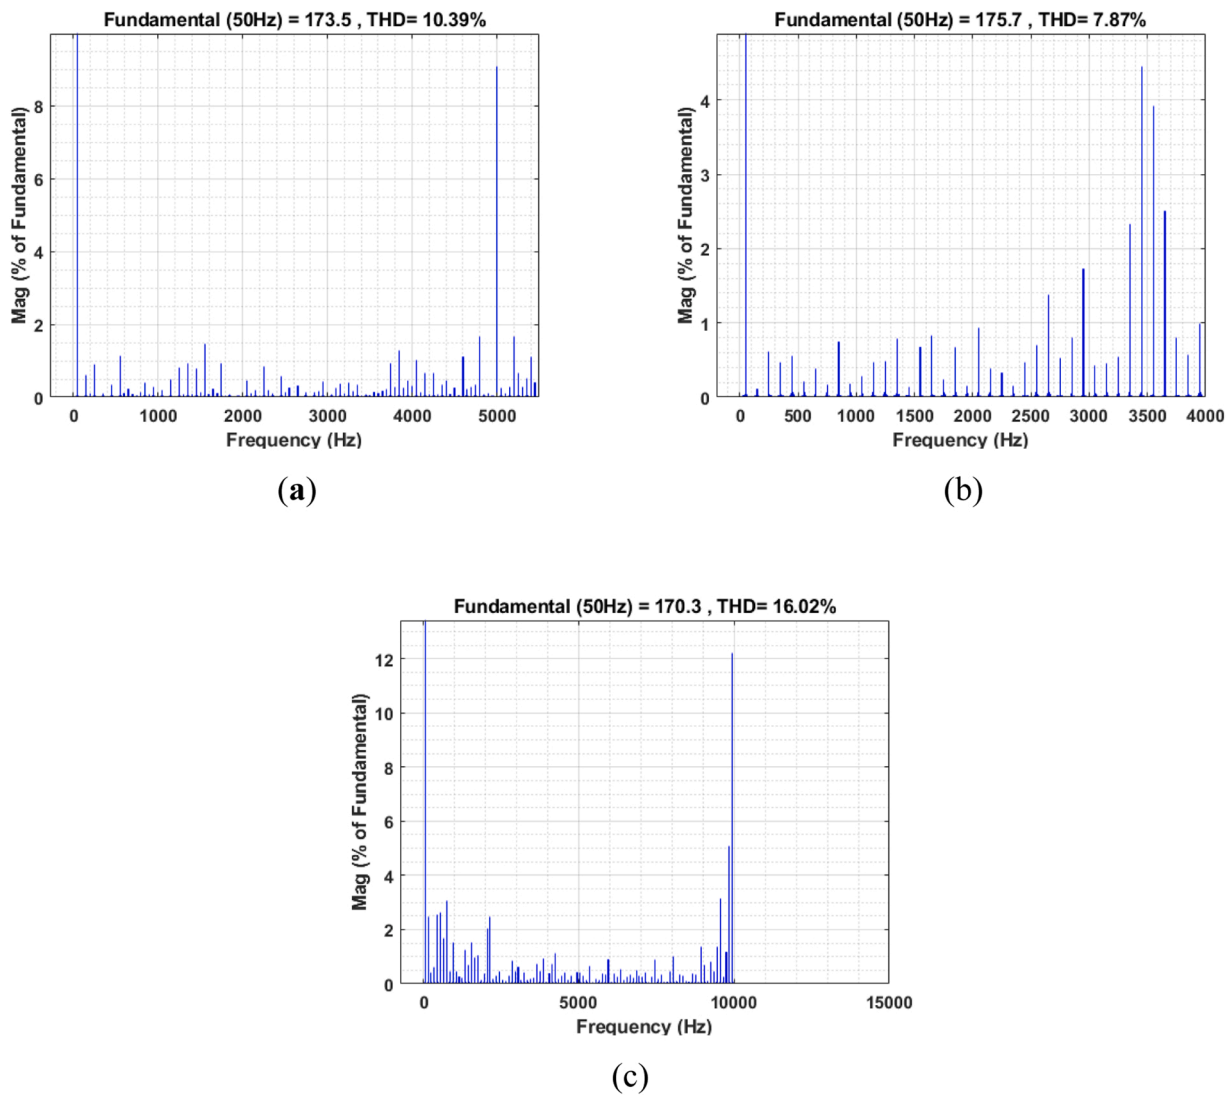 Fundamental (50Hz) = 173.5 , THD= 10.39%
Mag (% of Fundamental)
8
6
4
2
0
0 1000 2000 3000 4000 5000
Frequency (Hz)
(a)
Fundamental (50Hz) = 175.7 , THD= 7.87%
Mag (% of Fundamental)
4
3
2
1
0
0 500 1000 1500 2000 2500 3000 3500 4000
Frequency (Hz)
(b)
Fundamental (50Hz) = 170.3 , THD= 16.02%
Mag (% of Fundamental)
12
10
8
6
4
2
0
0 5000 10000 15000
Frequency (Hz)
(c)